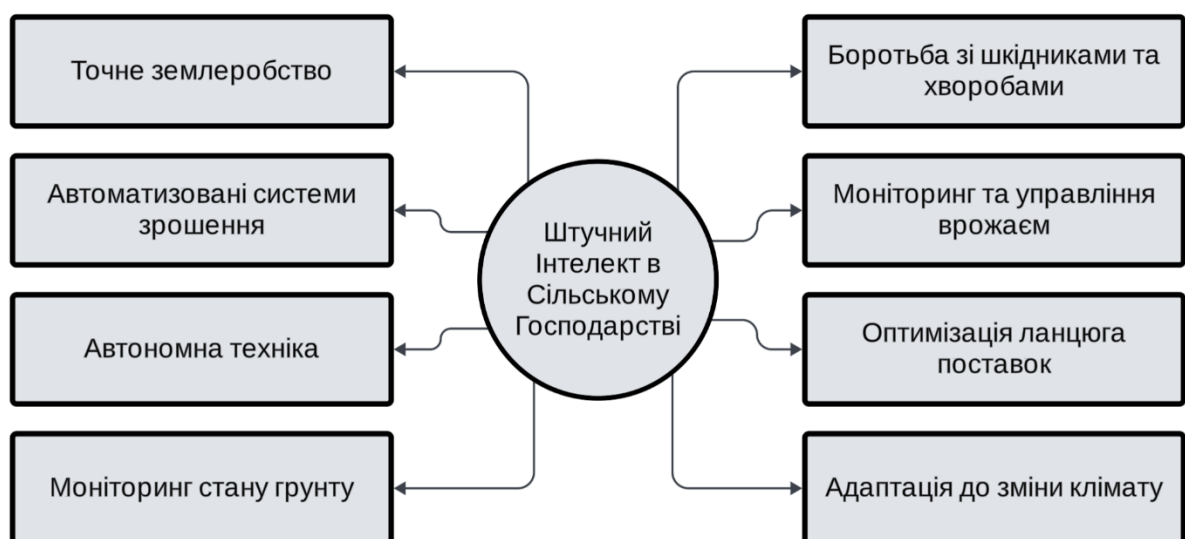 Точне землеробство
Автоматизовані системи
зрошення
Автономна техніка
Моніторинг стану грунту
Штучний
Інтелект в
Сільському
Господарстві
Боротьба зі шкідниками та
хворобами
Моніторинг та управління
врожаєм
Оптимізація ланцюга
поставок
Адаптація до зміни клімату